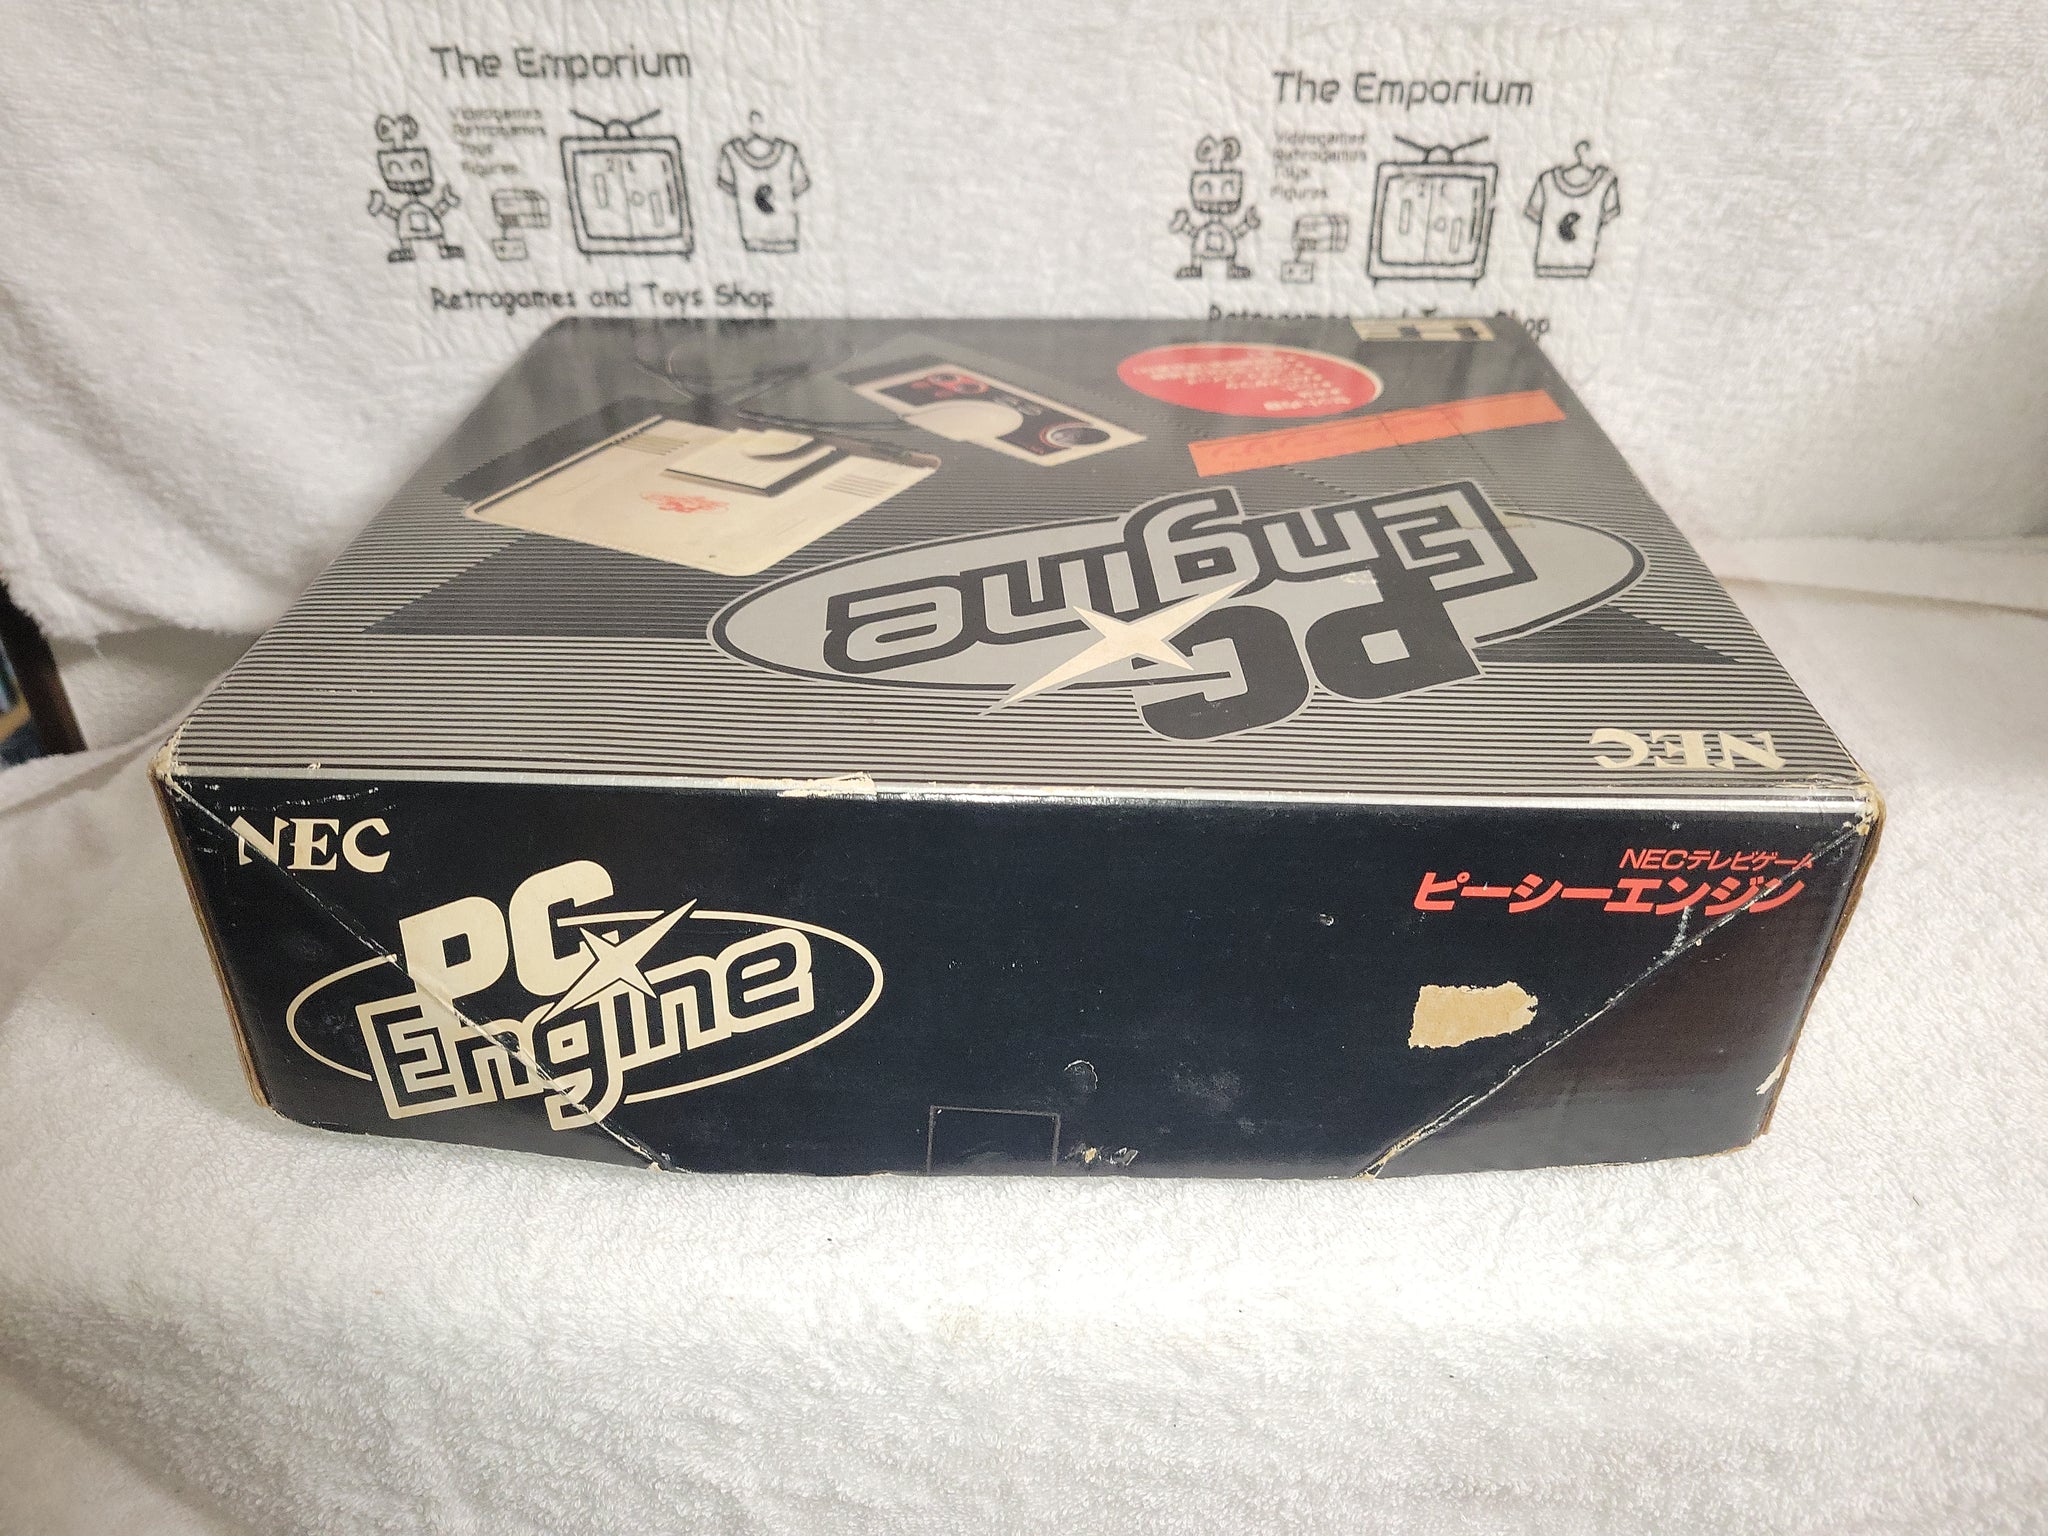 The Emporium
Videogames
Retrogames
Toys
Figures
Retrogames and Toys Shop
The Emporium
Videogames
Retrogames
Toys
Figures
Shop
PC
Engine
NEC
NEC
PC
Engine
NECテレビゲーム
ピーシーエンジン